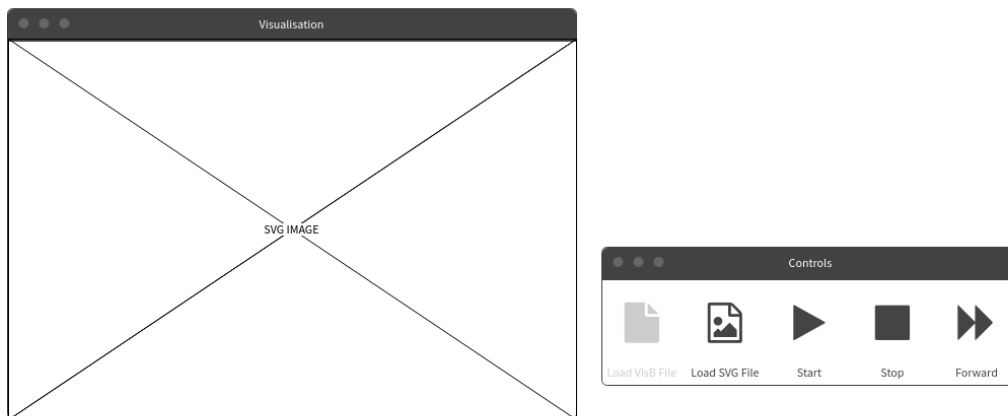 Visualisation
SVG IMAGE
Controls
Load VisB File
Load SVG File
Start
Stop
Forward